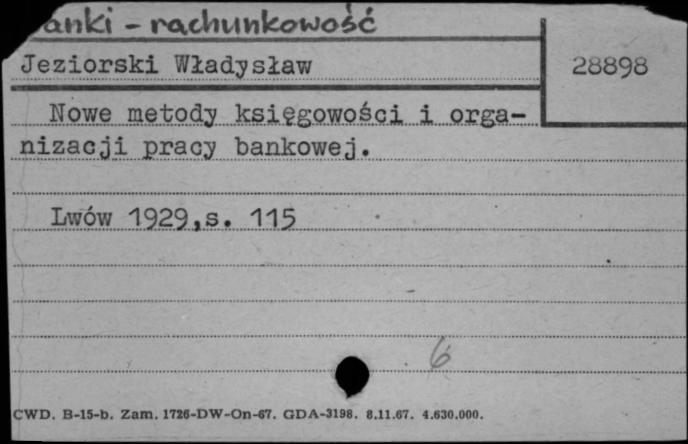 anki - rachunkowość
Jeziorski Władysław
28898
Nowe metody księgowości i orga-
nizacji pracy bankowej.
Lwów 1929,s. 115
6
CWD. B-15-b. Zam. 1726-DW-On-67. GDA-3198. 8.11.67. 4.630.000.